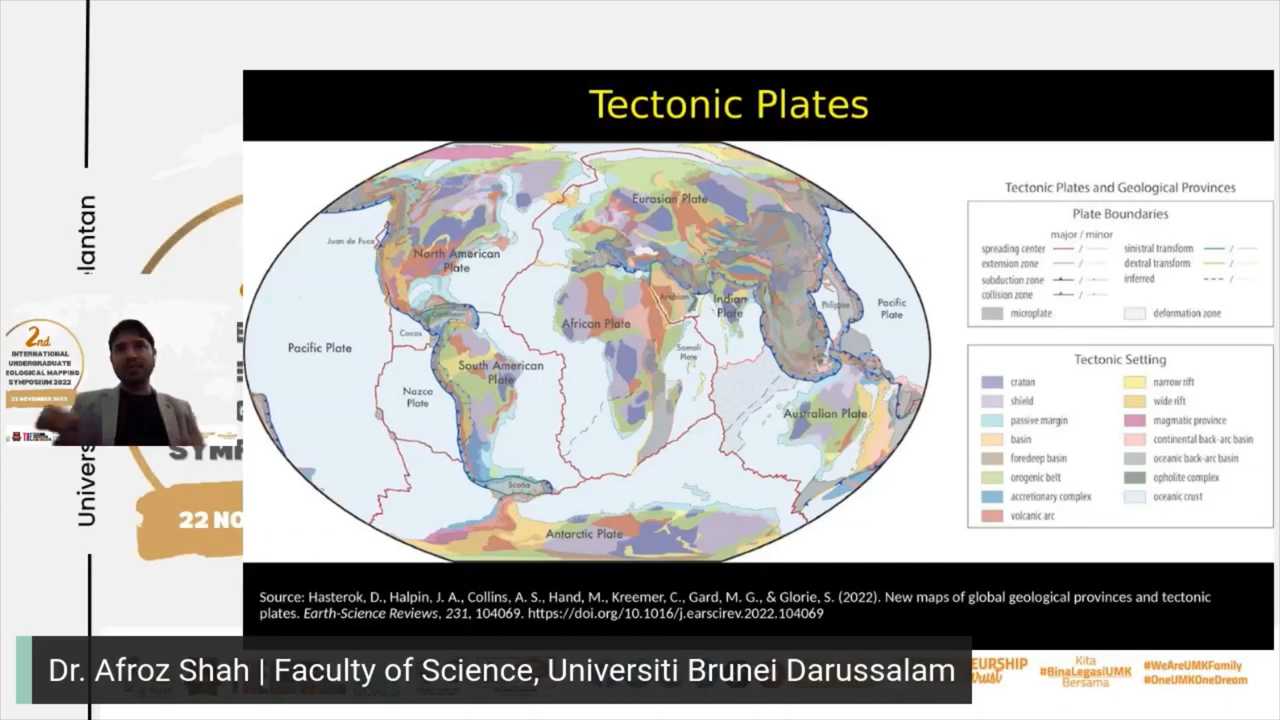 Tectonic Plates
Eurasian Plate
Juan de Fuca
North American
Plate
Arabian
Indian
Plate
Philippine
Pacific
Plate
Caribbean
African Plate
Cocos
Somali
Plate
Pacific Plate
South American
Plate
Nazca
Plate
Australian Plate
Scotia
Antarctic Plate
Tectonic Plates and Geological Provinces
Plate Boundaries
major / minor
spreading center
extension zone
subduction zone
collision zone
sinistral transform
dextral transform
inferred
microplate
deformation zone
Tectonic Setting
craton
shield
passive margin
basin
foredeep basin
orogenic belt
accretionary complex
volcanic arc
narrow rift
wide rift
magmatic province
continental back-arc basin
oceanic back-arc basin
opholite complex
oceanic crust
Source: Hasterok, D., Halpin, J. A., Collins, A. S., Hand, M., Kreemer, C., Gard, M. G., & Glorie, S. (2022). New maps of global geological provinces and tectonic
plates. Earth-Science Reviews, 231, 104069. https://doi.org/10.1016/j.earscirev.2022.104069
2nd
INTERNATIONAL
UNDERGRADUATE
EOLOGICAL MAPPING
SYMPOSIUM 2022
22 NOVEMBER 2022
lantan
Univers
SYM
22 NO
Dr. Afroz Shah | Faculty of Science, Universiti Brunei Darussalam
EURSHIP
rust
Kita
#BinaLegasiUMK
Bersama
#WeAreUMKFamily
#OneUMKOneDream